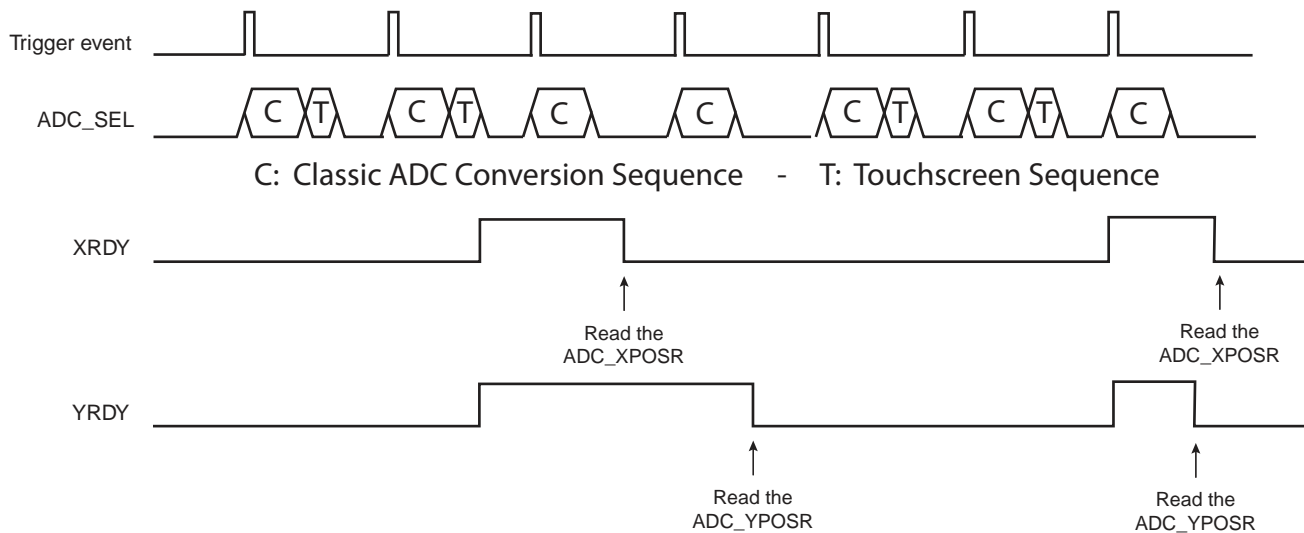 Trigger event
ADC_SEL
C T C T C C C T C T C
C: Classic ADC Conversion Sequence - T: Touchscreen Sequence
XRDY
Read the
ADC_XPOSR
Read the
ADC_XPOSR
YRDY
Read the
ADC_YPOSR
Read the
ADC_YPOSR